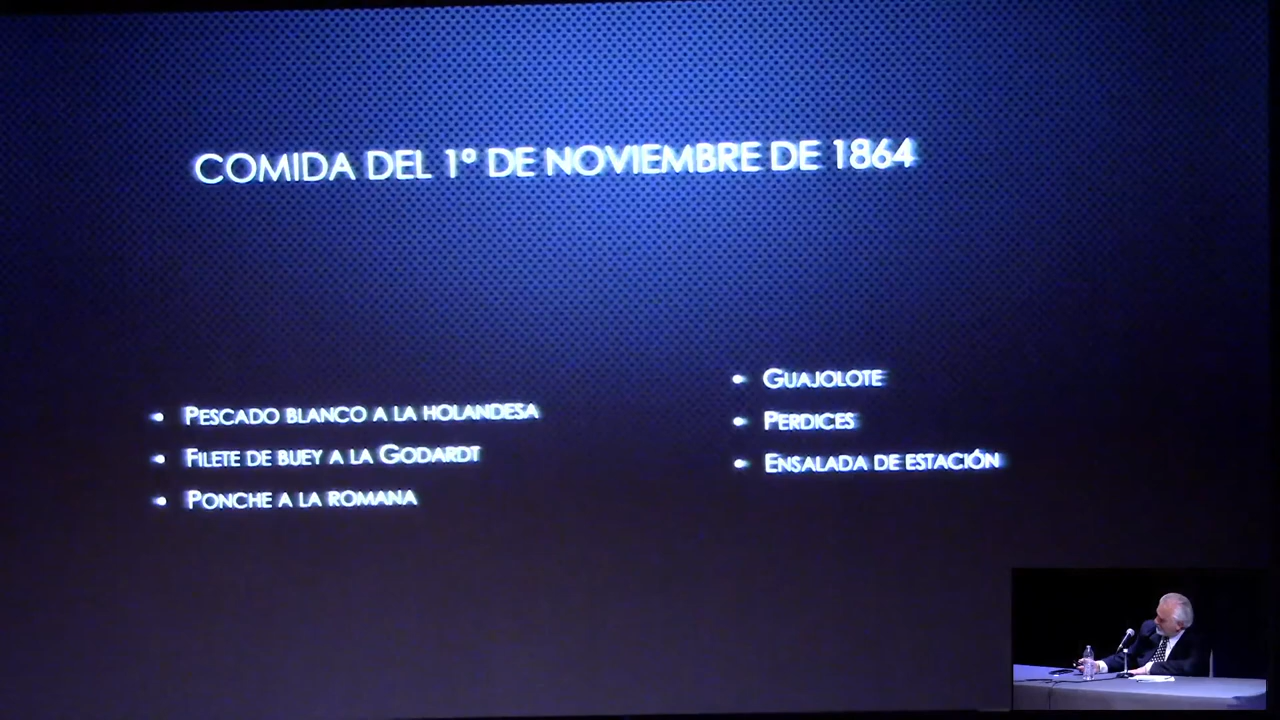 COMIDA DEL 1º DE NOVIEMBRE DE 1864
• PESCADO BLANCO A LA HOLANDESA
• FILETE DE BUEY A LA GODARDT
• PONCHE A LA ROMANA
• GUAJOLOTE
• PERDICES
• ENSALADA DE ESTACIÓN